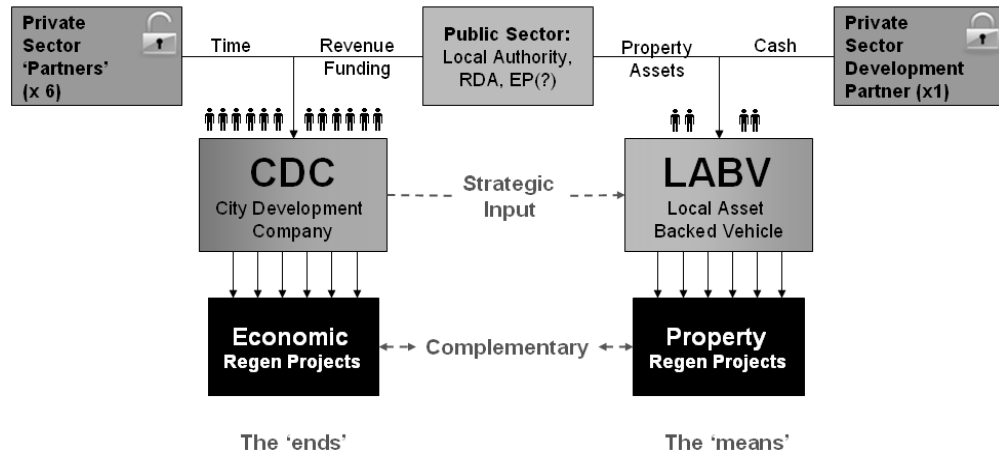 Private
Sector
‘Partners’
(x 6)
Time
Revenue
Funding
Public Sector:
Local Authority,
RDA, EP(?)
Property
Assets
Cash
Private
Sector
Development
Partner (x1)
CDC
City Development
Company
Strategic
Input
LABV
Local Asset
Backed Vehicle
Economic
Regen Projects
Complementary
Property
Regen Projects
The ‘ends’
The ‘means’